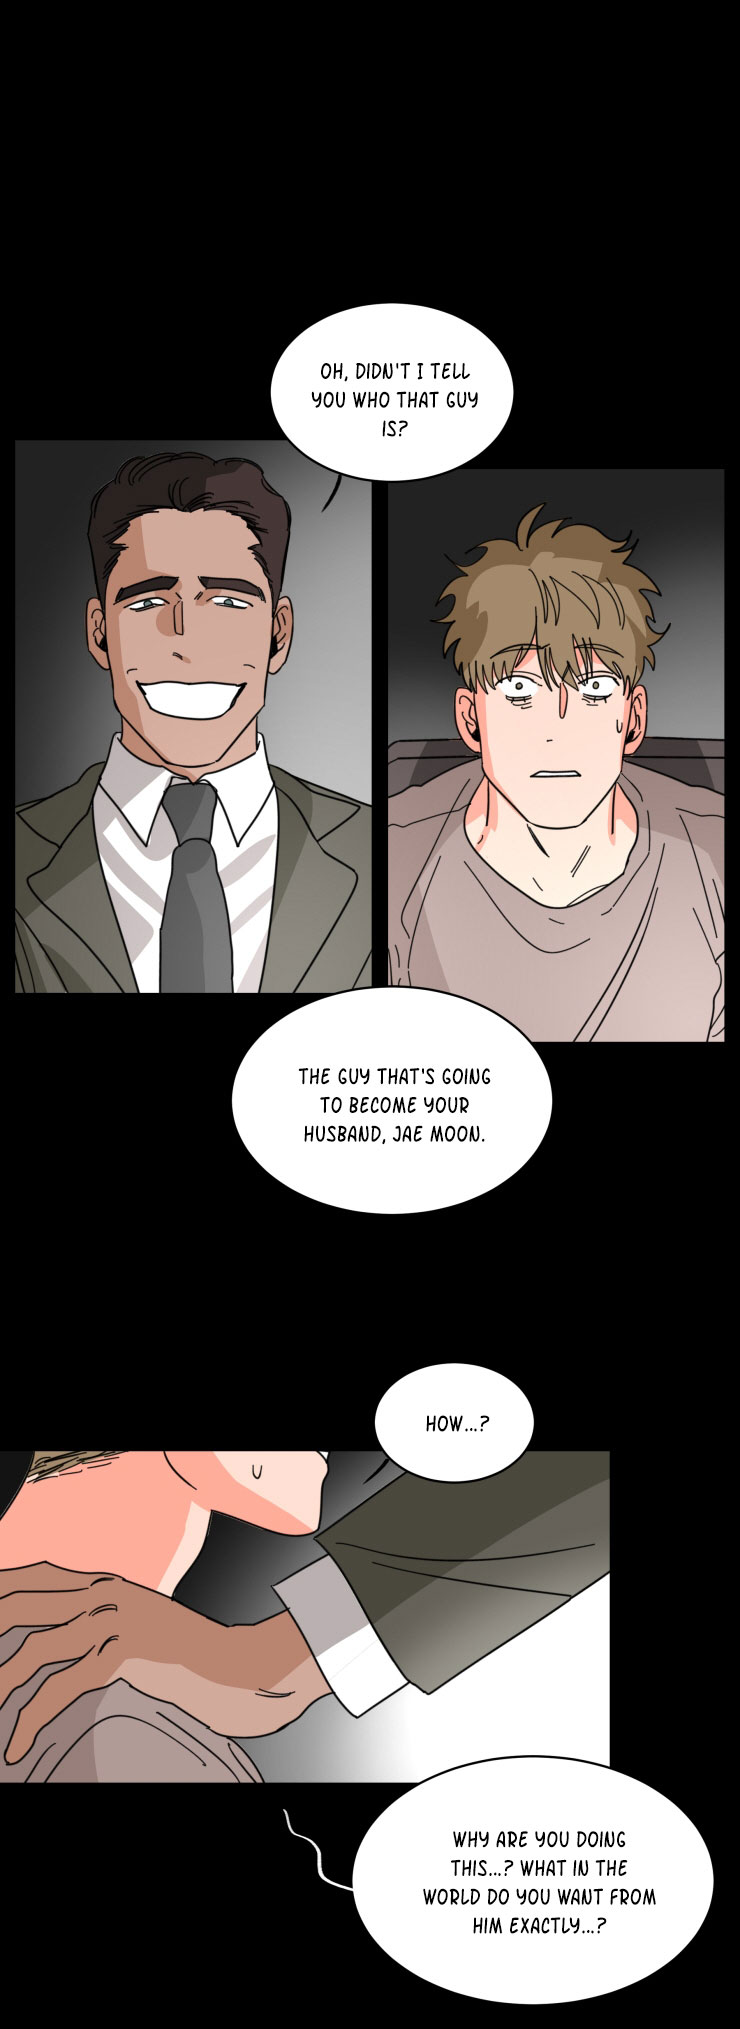 OH, DIDN'T I TELL
YOU WHO THAT GUY
IS?
THE GUY THAT'S GOING
TO BECOME YOUR
HUSBAND, JAE MOON.
HOW...?
WHY ARE YOU DOING
THIS...? WHAT IN THE
WORLD DO YOU WANT FROM
HIM EXACTLY...?